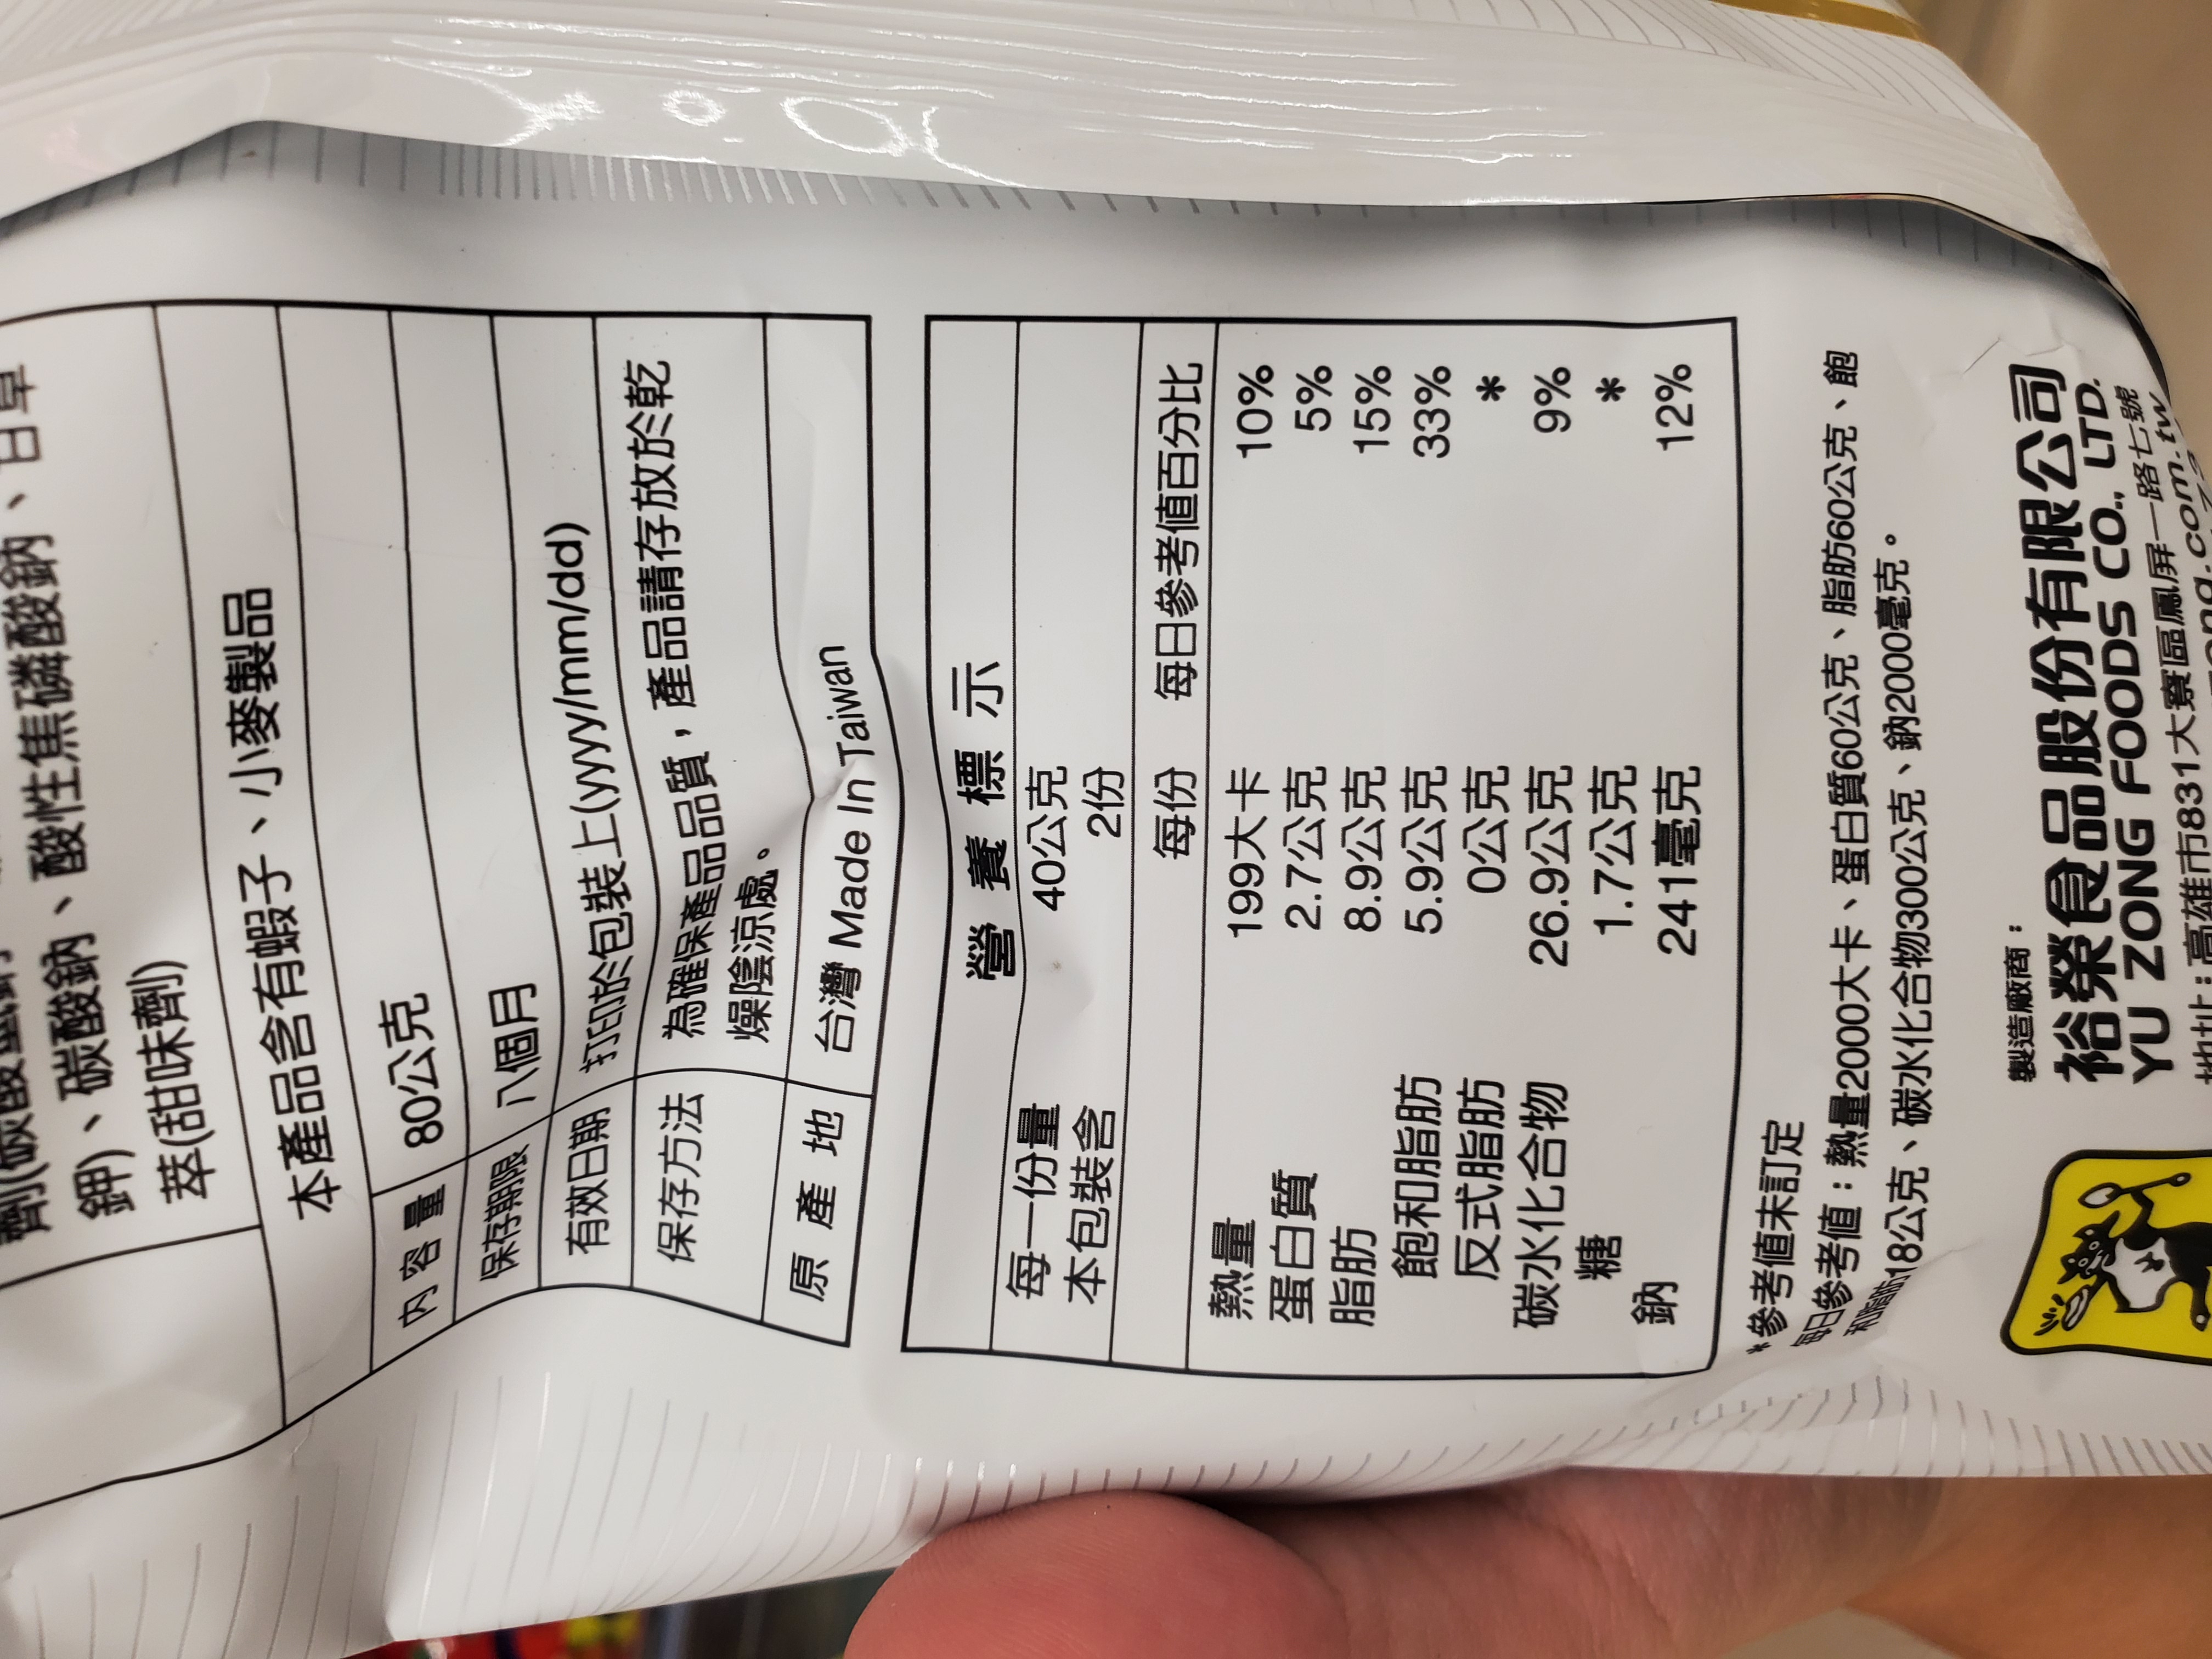 劑(碳酸氫鈉
鉀)、碳酸鈉、酸性焦磷酸鈉、甘草
萃(甜味劑)
本產品含有蝦子、小麥製品
內容量 80公克
保存期限 八個月
有效日期 打印於包裝上(yyyy/mm/dd)
保存方法 為確保產品品質，產品請存放於乾
燥陰涼處。
原產地 台灣 Made In Taiwan
營養標示
每一份量 40公克
本包裝含 2份
每份 每日參考值百分比
熱量 199大卡 10%
蛋白質 2.7公克 5%
脂肪 8.9公克 15%
飽和脂肪 5.9公克 33%
反式脂肪 0公克 *
碳水化合物 26.9公克 9%
糖 1.7公克 *
鈉 241毫克 12%
*參考值未訂定
每日參考值：熱量2000大卡、蛋白質60公克、脂肪60公克、飽
和脂肪18公克、碳水化合物300公克、鈉2000毫克。
製造廠商：
裕榮食品股份有限公司
YU ZONG FOODS CO., LTD.
地址：高雄市831大寮區鳳屏一路七號
ong.com.tw